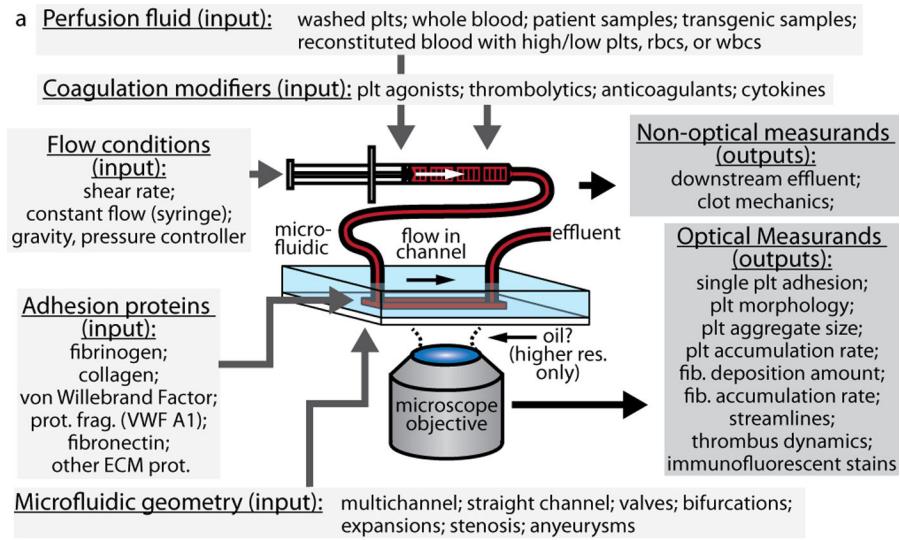 a Perfusion fluid (input): washed plts; whole blood; patient samples; transgenic samples;
reconstituted blood with high/low plts, rbcs, or wbcs
Coagulation modifiers (input): plt agonists; thrombolytics; anticoagulants; cytokines
Flow conditions
(input):
shear rate;
constant flow (syringe);
gravity, pressure controller
Non-optical measurands
(outputs):
downstream effluent;
clot mechanics;
micro-
fluidic
flow in
channel
effluent
Adhesion proteins
(input):
fibrinogen;
collagen;
von Willebrand Factor;
prot. frag. (VWF A1);
fibronectin;
other ECM prot.
oil?
(higher res.
only)
microscope
objective
Optical Measurands
(outputs):
single plt adhesion;
plt morphology;
plt aggregate size;
plt accumulation rate;
fib. deposition amount;
fib. accumulation rate;
streamlines;
thrombus dynamics;
immunofluorescent stains
Microfluidic geometry (input): multichannel; straight channel; valves; bifurcations;
expansions; stenosis; anyeurysms